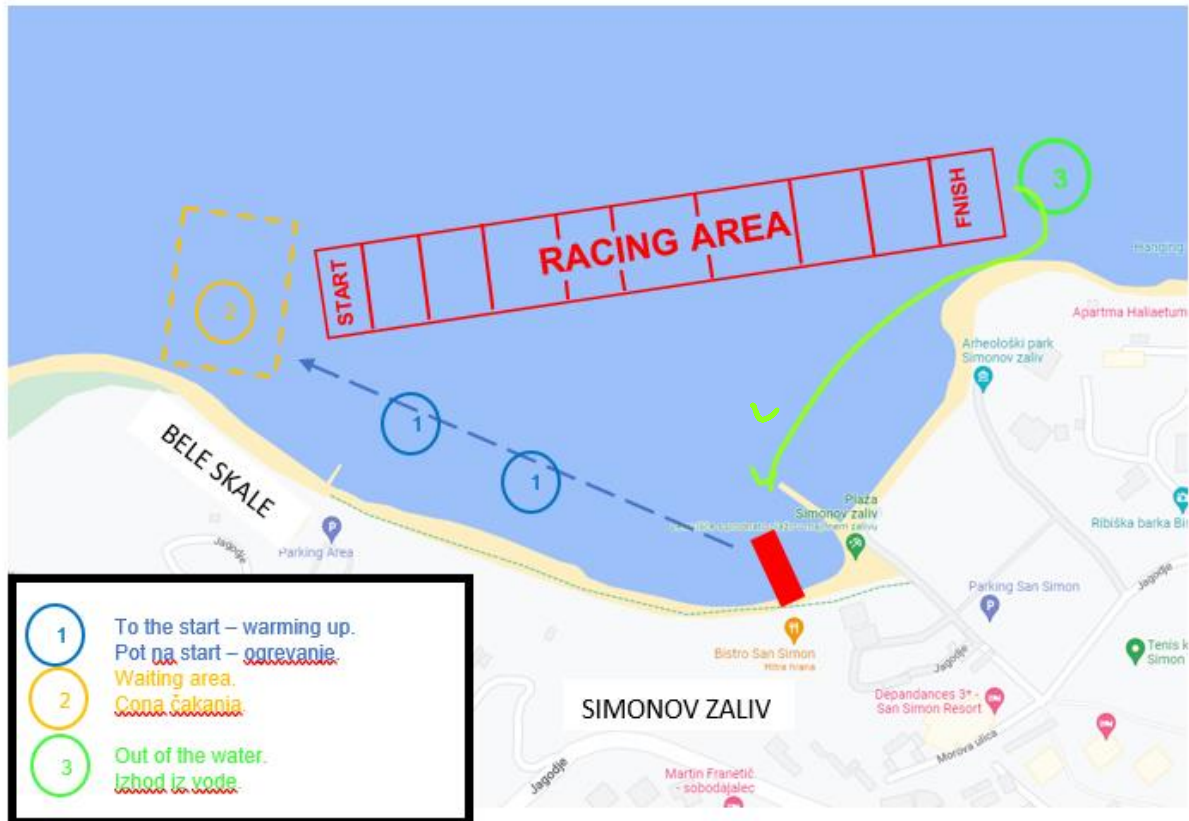 3
RACING AREA
START
FNISH
Hanging
Apartma Haliaetum
Arheološki park
Simonov zaliv
2
1
1
BELE SKALE
Plaža
Simonov zaliv
Ribiška barka Bis
Jagodje
Parking Area
Parking San Simon
Jagodje
Bistro San Simon
Hitra hrana
Tenis k
Simon
Jagodje
Depandances 3* -
San Simon Resort
SIMONOV ZALIV
Morova ulica
Jagodje
Martin Franetič.
- sobodajalec
1
To the start – warming up.
Pot na start – ogrevanje.
2
Waiting area.
Cona čakanja.
3
Out of the water.
Izhod iz vode.